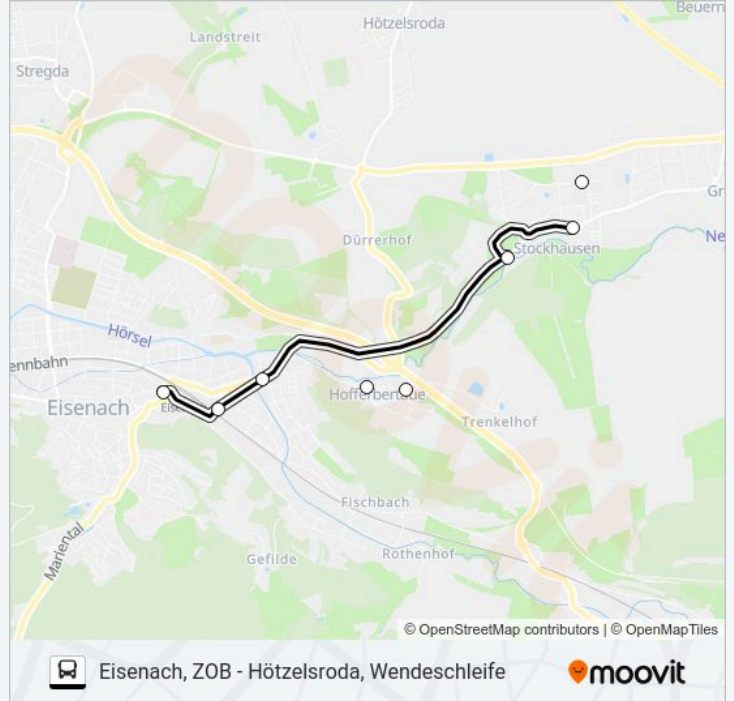 Beuern
Landstreit
Hötzelsroda
Stregda
Gr
Ne
Dürrerhof
Stockhausen
Hörsel
ennbahn
Eisenach
Hofferbertaue
Trenkelhof
Fischbach
Mariental
Gefilde
Rothenhof
© OpenStreetMap contributors | © OpenMapTiles
Eisenach, ZOB - Hötzelsroda, Wendeschleife
moovit